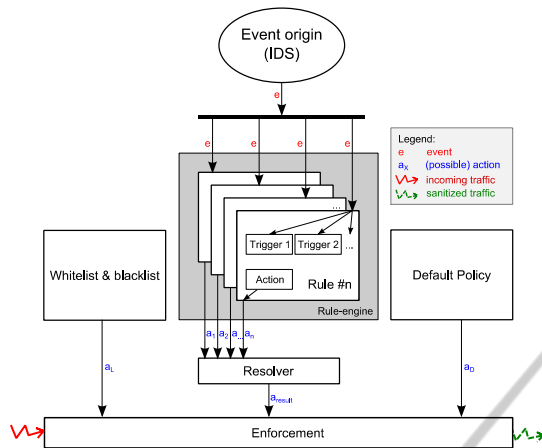 Event origin
(IDS)
e
e
e
e
e
Legend:
e event
aX (possible) action
incoming traffic
sanitized traffic
...
Trigger 1
Trigger 2
...
Action
Rule #n
Rule-engine
Whitelist & blacklist
Default Policy
a1
a2
a...
an
Resolver
aL
aresult
aD
Enforcement